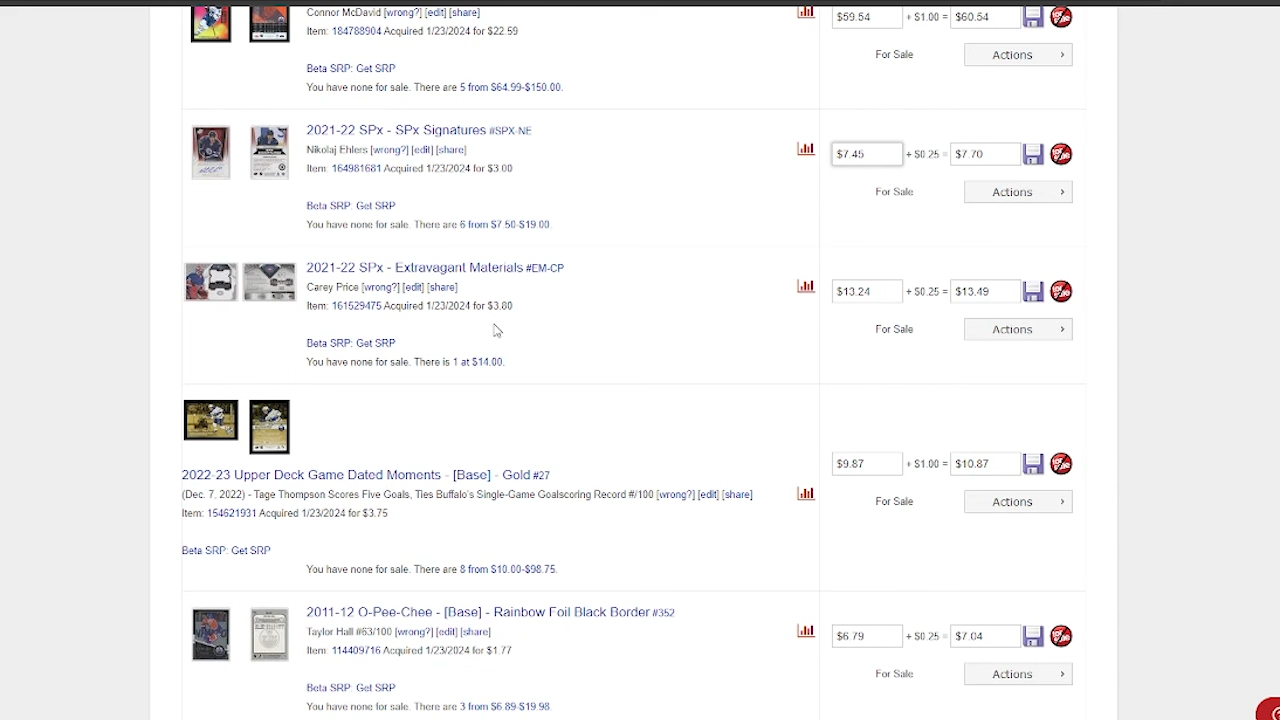 Connor McDavid [wrong?] [edit] [share]
$59.54 + $1.00 = $60.54
Item: 184788904 Acquired 1/23/2024 for $22.59
For Sale Actions ›
Beta SRP: Get SRP
You have none for sale. There are 5 from $64.99-$150.00.
2021-22 SPx - SPx Signatures #SPX-NE
Nikolaj Ehlers [wrong?] [edit] [share]
$7.45 + $0.25 = $7.70
Item: 164981681 Acquired 1/23/2024 for $3.00
For Sale Actions ›
Beta SRP: Get SRP
You have none for sale. There are 6 from $7.50-$19.00.
2021-22 SPx - Extravagant Materials #EM-CP
Carey Price [wrong?] [edit] [share]
$13.24 + $0.25 = $13.49
Item: 161529475 Acquired 1/23/2024 for $3.80
For Sale Actions ›
Beta SRP: Get SRP
You have none for sale. There is 1 at $14.00.
2022-23 Upper Deck Game Dated Moments - [Base] - Gold #27
$9.87 + $1.00 = $10.87
(Dec. 7, 2022) - Tage Thompson Scores Five Goals, Ties Buffalo's Single-Game Goalscoring Record #/100 [wrong?] [edit] [share]
For Sale Actions ›
Item: 154621931 Acquired 1/23/2024 for $3.75
Beta SRP: Get SRP
You have none for sale. There are 8 from $10.00-$98.75.
2011-12 O-Pee-Chee - [Base] - Rainbow Foil Black Border #352
Taylor Hall #63/100 [wrong?] [edit] [share]
$6.79 + $0.25 = $7.04
Item: 114409716 Acquired 1/23/2024 for $1.77
For Sale Actions ›
Beta SRP: Get SRP
You have none for sale. There are 3 from $6.89-$19.98.